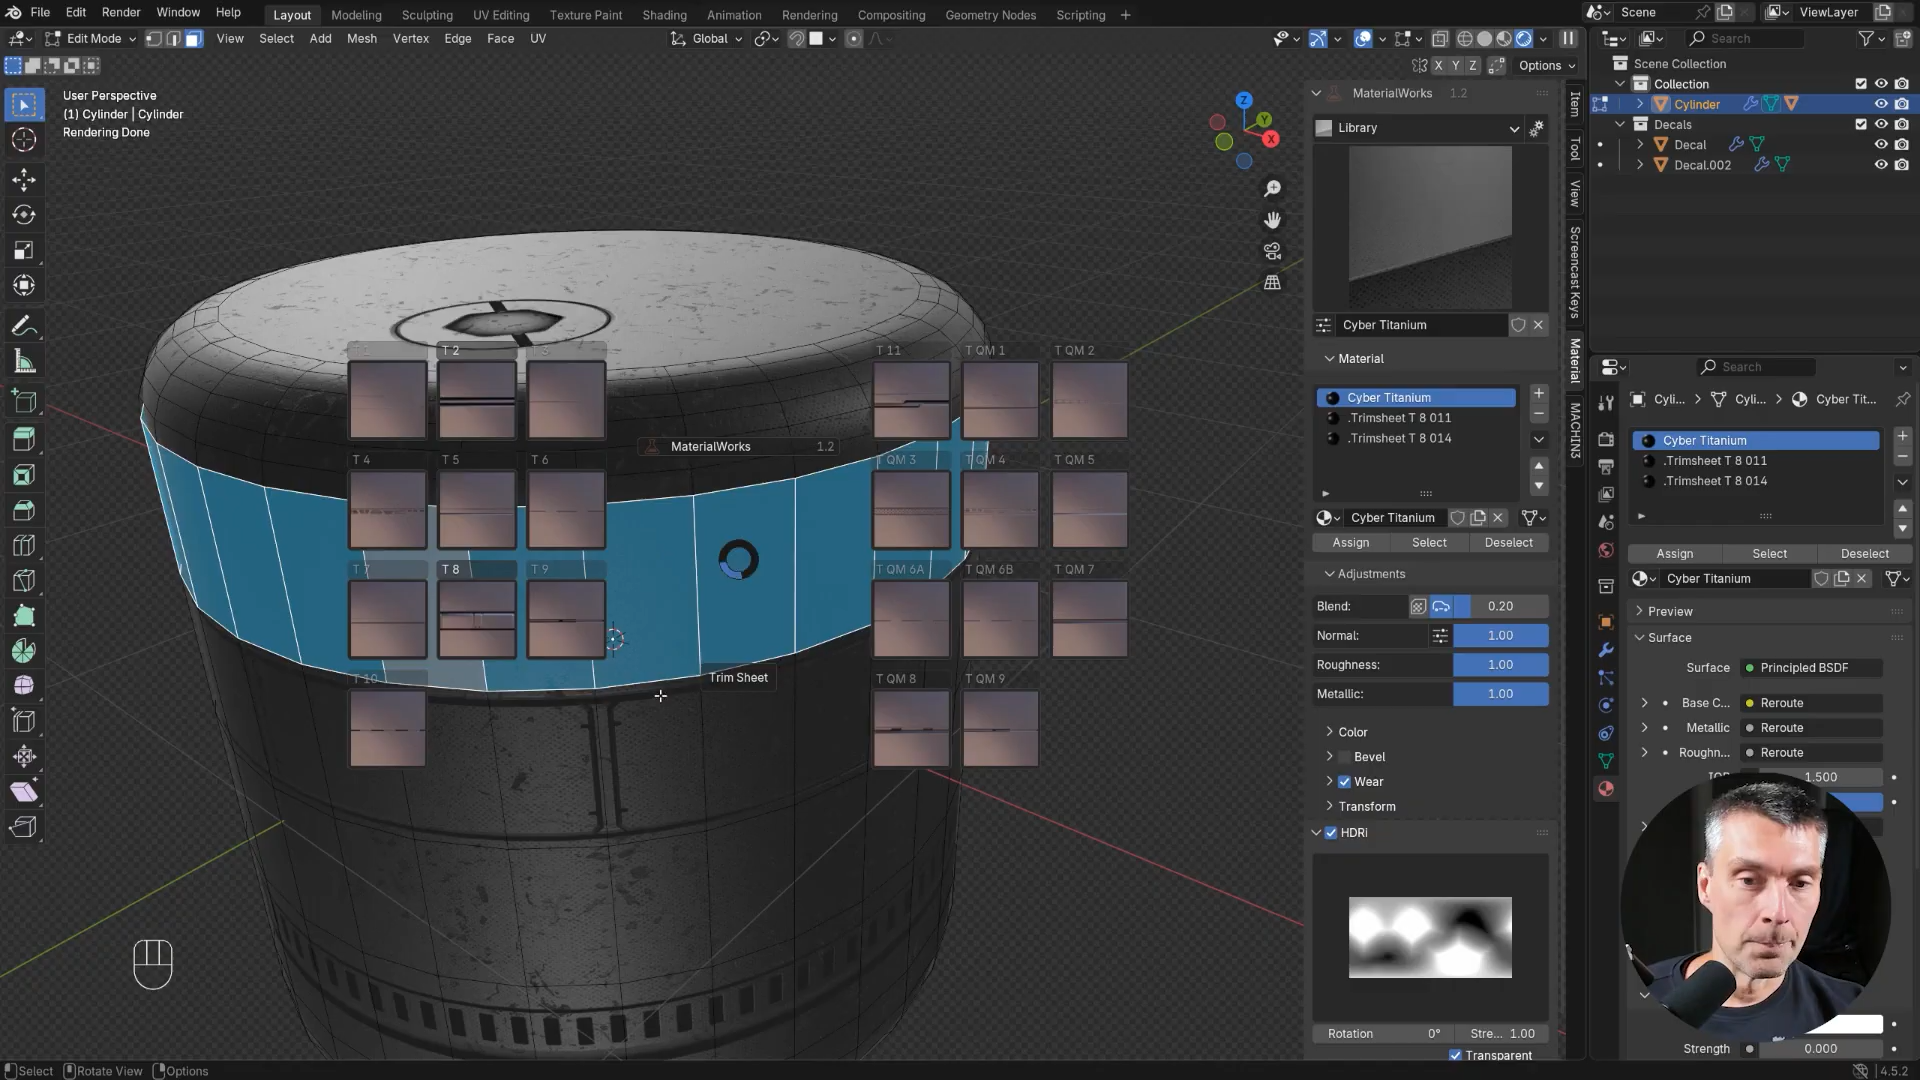 File Edit Render Window Help Layout Modeling Sculpting UV Editing Texture Paint Shading Animation Rendering Compositing Geometry Nodes Scripting + Scene ViewLayer
Edit Mode View Select Add Mesh Vertex Edge Face UV Global Search
X Y Z Options
User Perspective
(1) Cylinder | Cylinder
Rendering Done
Z
Y
X
T 2
T 4 T 5 T 6
T 7 T 8 T 9
T 10
MaterialWorks 1.2
T 11 T QM 1 T QM 2
T QM 3 T QM 4 T QM 5
T QM 6A T QM 6B T QM 7
T QM 8 T QM 9
Trim Sheet
MaterialWorks 1.2
Library
Cyber Titanium
Material
Cyber Titanium
.Trimsheet T 8 011
.Trimsheet T 8 014
Cyber Titanium
Assign Select Deselect
Adjustments
Blend: 0.20
Normal: 1.00
Roughness: 1.00
Metallic: 1.00
Color
Bevel
Wear
Transform
HDRi
Rotation 0° Stre... 1.00
Transparent
Item
Tool
View
Screencast Keys
Material
MACHIN3
Scene Collection
Collection
Cylinder
Decals
Decal
Decal.002
Search
Cyli... Cyli... Cyber Tit...
Cyber Titanium
.Trimsheet T 8 011
.Trimsheet T 8 014
Assign Select Deselect
Cyber Titanium
Preview
Surface
Surface Principled BSDF
Base C... Reroute
Metallic Reroute
Roughn... Reroute
1.500
Strength 0.000
Select Rotate View Options 4.5.2